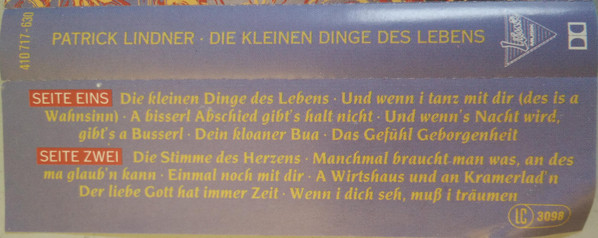 410 717-630
PATRICK LINDNER · DIE KLEINEN DINGE DES LEBENS
SEITE EINS Die kleinen Dinge des Lebens · Und wenn i tanz mit dir (des is a
Wahnsinn) · A bisserl Abschied gibt's halt nicht · Und wenn's Nacht wird,
gibt's a Busserl · Dein kloaner Bua · Das Gefühl Geborgenheit
SEITE ZWEI Die Stimme des Herzens · Manchmal braucht man was, an des
ma glaub'n kann · Einmal noch mit dir · A Wirtshaus und an Kramerlad'n
Der liebe Gott hat immer Zeit · Wenn i dich seh, muß i träumen
LC 3098